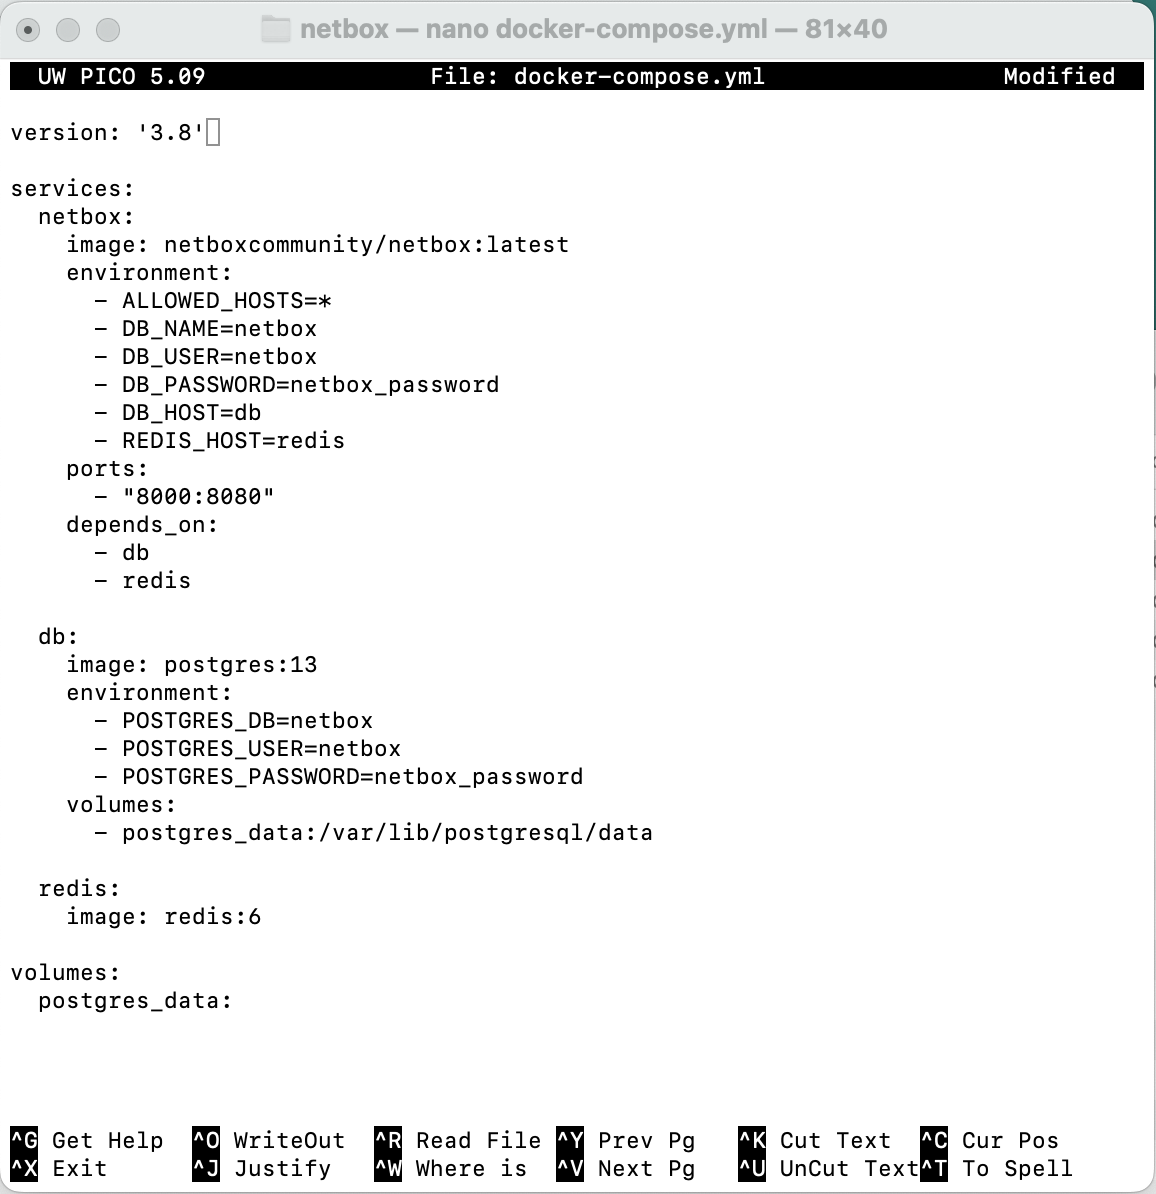 netbox — nano docker-compose.yml — 81×40
UW PICO 5.09 File: docker-compose.yml Modified
version: '3.8'
services:
  netbox:
    image: netboxcommunity/netbox:latest
    environment:
      - ALLOWED_HOSTS=*
      - DB_NAME=netbox
      - DB_USER=netbox
      - DB_PASSWORD=netbox_password
      - DB_HOST=db
      - REDIS_HOST=redis
    ports:
      - "8000:8080"
    depends_on:
      - db
      - redis
  db:
    image: postgres:13
    environment:
      - POSTGRES_DB=netbox
      - POSTGRES_USER=netbox
      - POSTGRES_PASSWORD=netbox_password
    volumes:
      - postgres_data:/var/lib/postgresql/data
  redis:
    image: redis:6
volumes:
  postgres_data:
^G Get Help ^O WriteOut ^R Read File ^Y Prev Pg ^K Cut Text ^C Cur Pos
^X Exit ^J Justify ^W Where is ^V Next Pg ^U UnCut Text^T To Spell